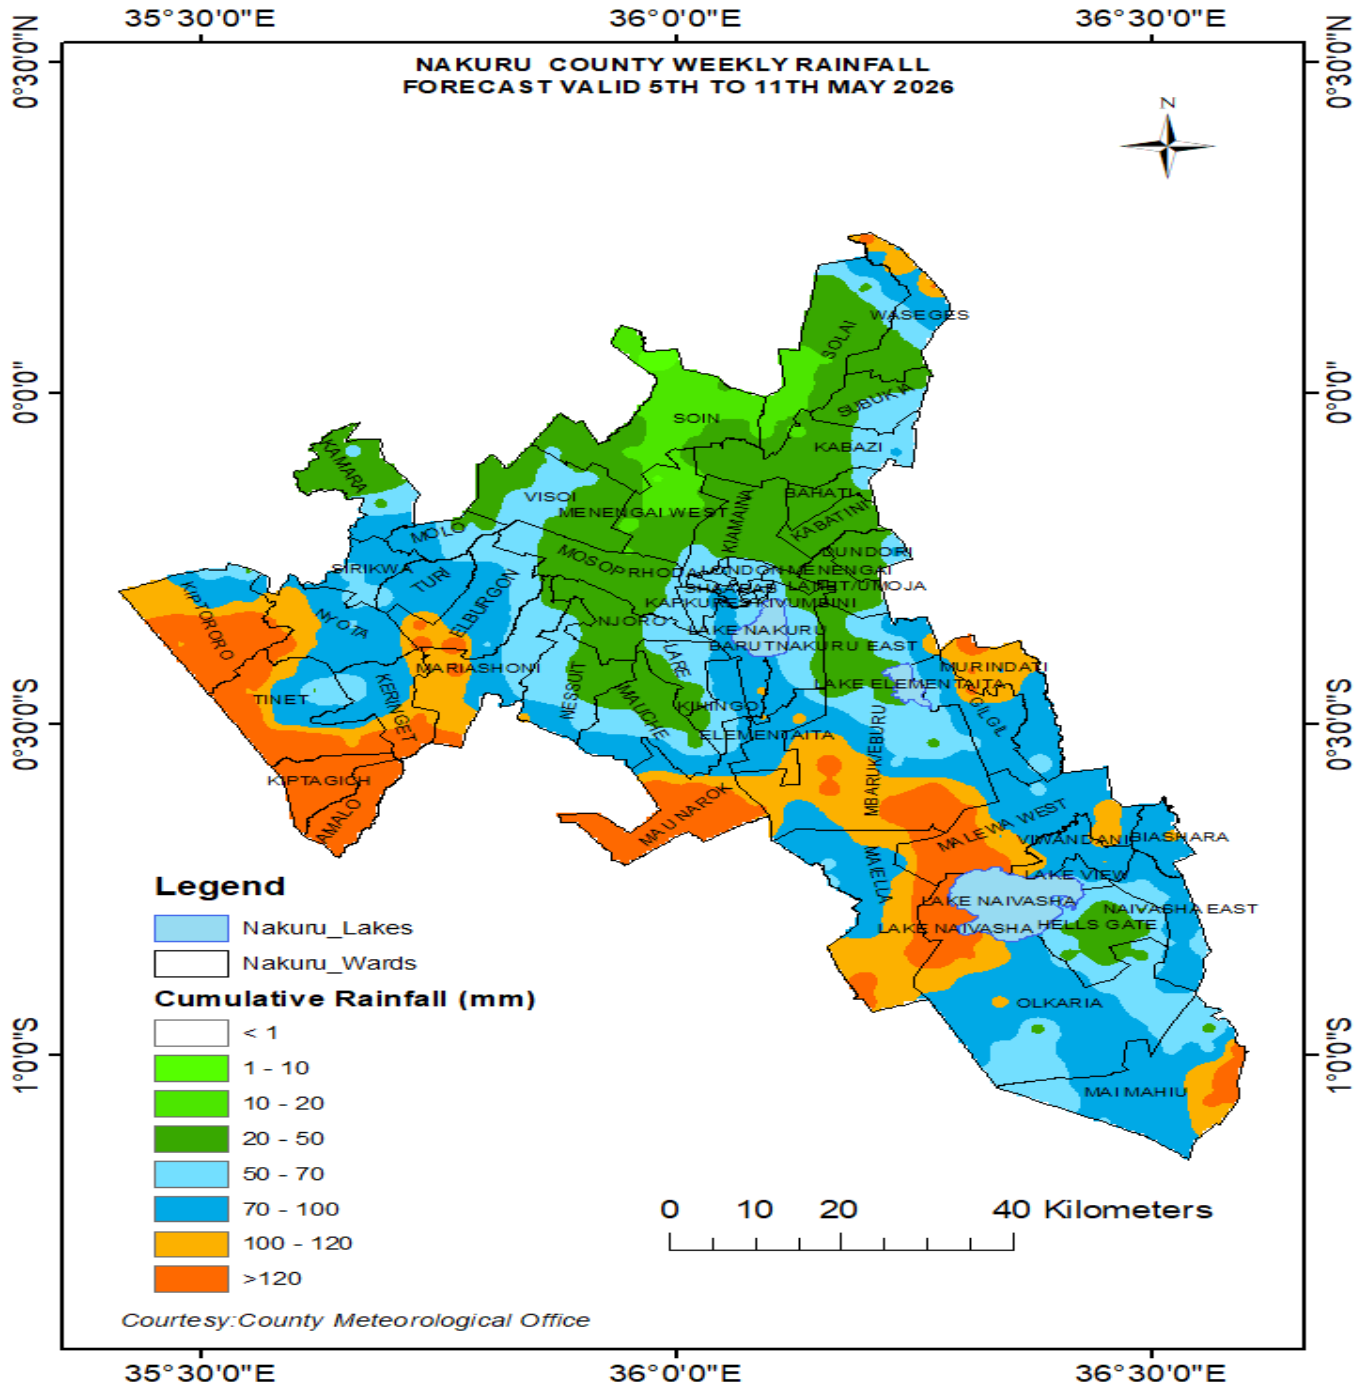 35°30'0"E 36°0'0"E 36°30'0"E
0°30'0"N 0°30'0"N
NAKURU COUNTY WEEKLY RAINFALL
FORECAST VALID 5TH TO 11TH MAY 2026
N
WASEGES
SOLAI
0°0'0" 0°0'0"
SUBUKIA
SOIN
KABAZI
KAMARA
VISOI
BAHATI
MENENGAI WEST
KIAMAINA
KABATINI
MOLO
DUNDORI
MOSOP
RHODA
LONDON
MENENGAI
SIRIKWA
TURI
SHAABAB
LANET/UMOJA
KIPTORORO
ELBURGON
KAPKURES
KIVUMBINI
NYOTA
NJORO
LAKE NAKURU
BARUT
NAKURU EAST
LARE
MARIASHONI
MURINDATI
NESSUIT
LAKE ELEMENTAITA
TINET
KERINGET
MAUCHE
KIHINGO
GILGIL
0°30'0"S 0°30'0"S
ELEMENTAITA
MBARUK/EBURU
KIPTAGICH
AMALO
MAU NAROK
MALEWA WEST
VIWANDANI
BIASHARA
MAIELLA
LAKE VIEW
LAKE NAIVASHA
NAIVASHA EAST
LAKE NAIVASHA
HELLS GATE
OLKARIA
1°0'0"S 1°0'0"S
MAI MAHIU
Legend
Nakuru_Lakes
Nakuru_Wards
Cumulative Rainfall (mm)
< 1
1 - 10
10 - 20
20 - 50
50 - 70
70 - 100
100 - 120
>120
0 10 20 40 Kilometers
Courtesy:County Meteorological Office
35°30'0"E 36°0'0"E 36°30'0"E